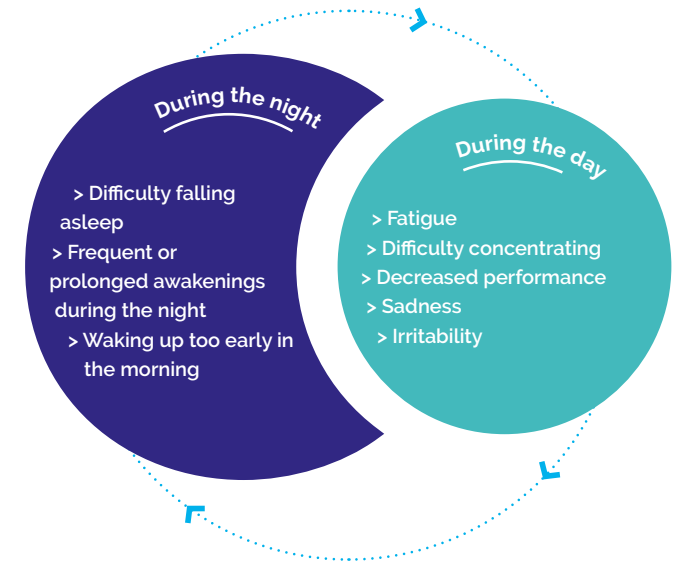 During the night
> Difficulty falling
asleep
> Frequent or
prolonged awakenings
during the night
> Waking up too early in
the morning
During the day
> Fatigue
> Difficulty concentrating
> Decreased performance
> Sadness
> Irritability